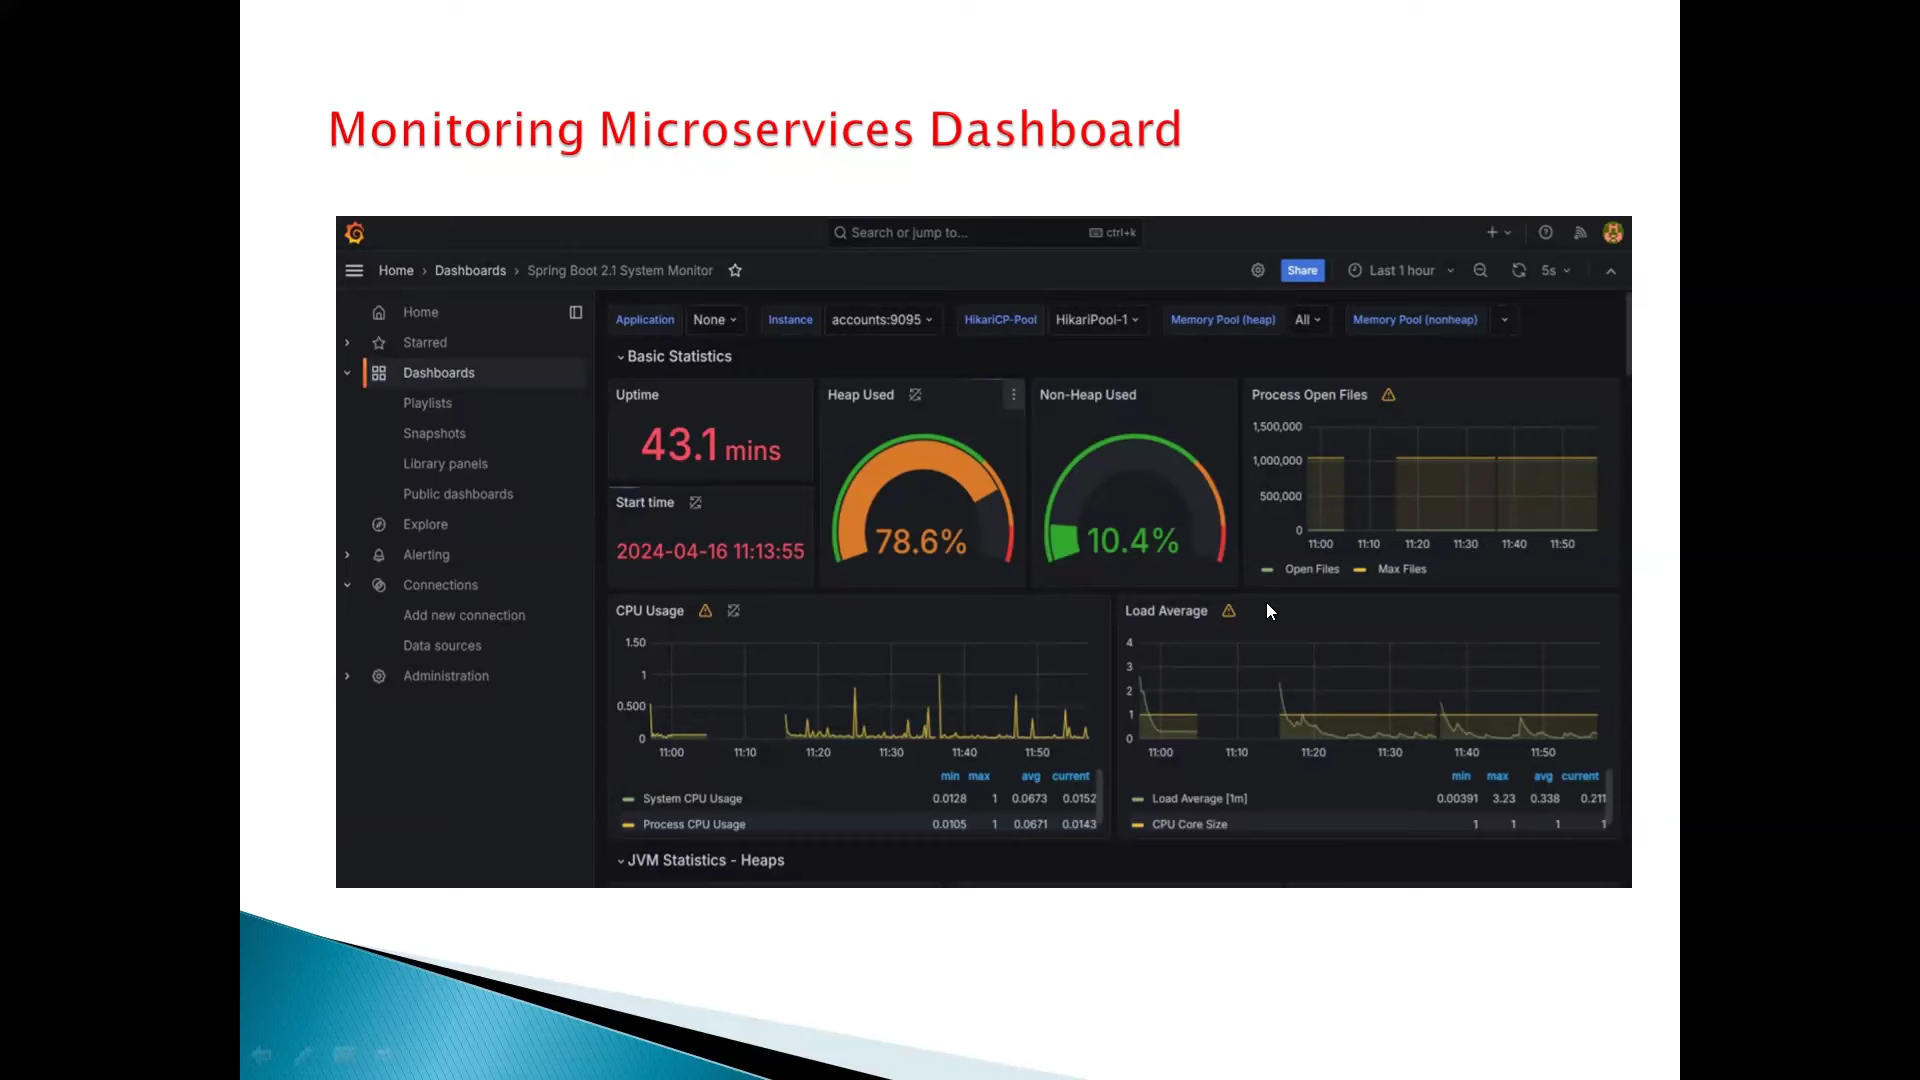 Monitoring Microservices Dashboard
Search or jump to...
ctrl+k
Home › Dashboards › Spring Boot 2.1 System Monitor
Share
Last 1 hour
5s
Home
Starred
Dashboards
Playlists
Snapshots
Library panels
Public dashboards
Explore
Alerting
Connections
Add new connection
Data sources
Administration
Application None Instance accounts:9095 HikariCP-Pool HikariPool-1 Memory Pool (heap) All Memory Pool (nonheap)
Basic Statistics
Uptime
43.1 mins
Start time
2024-04-16 11:13:55
Heap Used
78.6%
Non-Heap Used
10.4%
Process Open Files
1,500,000
1,000,000
500,000
0
11:00 11:10 11:20 11:30 11:40 11:50
Open Files Max Files
CPU Usage
1.50
1
0.500
0
11:00 11:10 11:20 11:30 11:40 11:50
min max avg current
System CPU Usage 0.0128 1 0.0673 0.0152
Process CPU Usage 0.0105 1 0.0671 0.0143
Load Average
4
3
2
1
0
11:00 11:10 11:20 11:30 11:40 11:50
min max avg current
Load Average [1m] 0.00391 3.23 0.338 0.211
CPU Core Size 1 1 1 1
JVM Statistics - Heaps